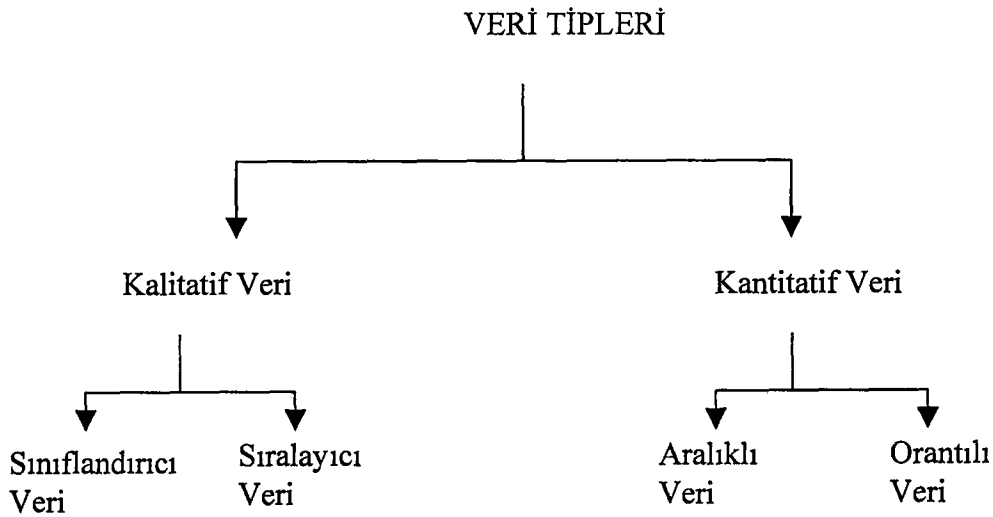 VERİ TİPLERİ
Kalitatif Veri
Kantitatif Veri
Sınıflandırıcı
Veri
Sıralayıcı
Veri
Aralıklı
Veri
Orantılı
Veri